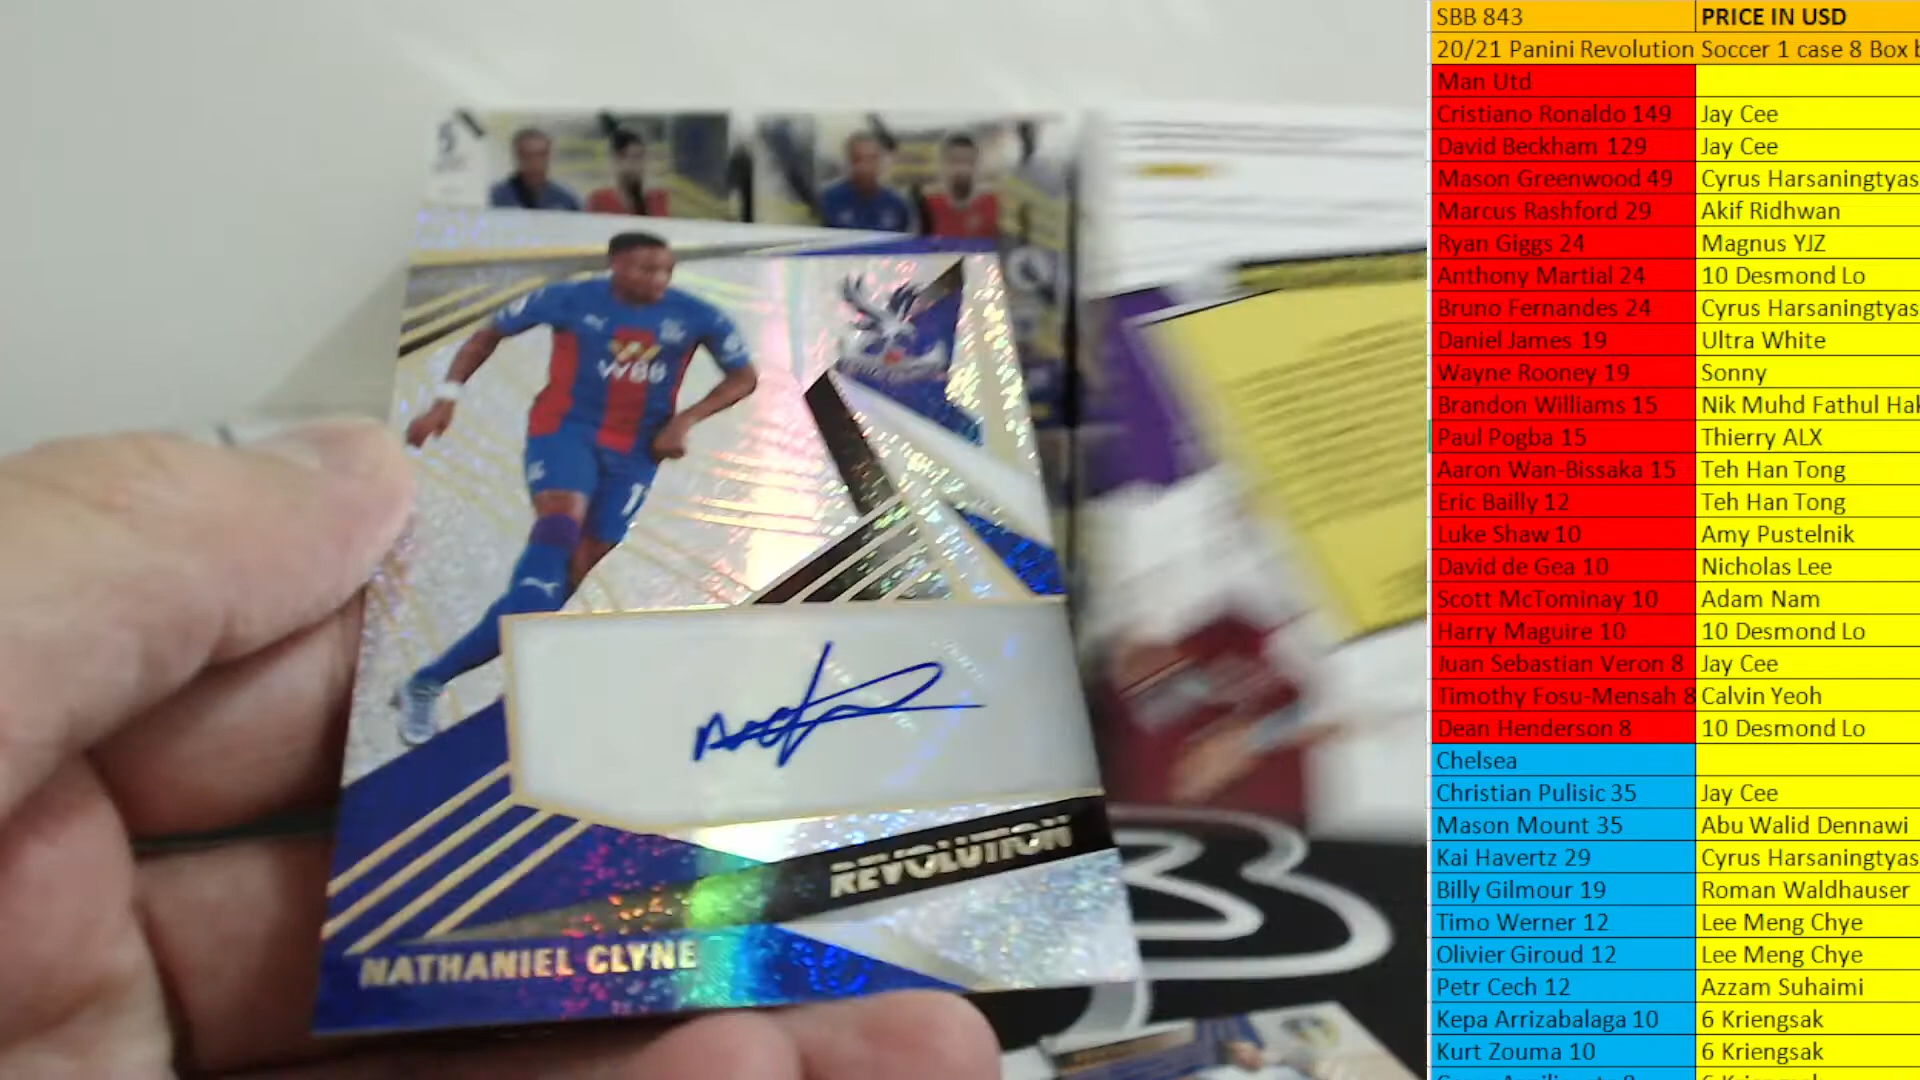 W88
REVOLUTION
NATHANIEL CLYNE
SBB 843 PRICE IN USD
20/21 Panini Revolution Soccer 1 case 8 Box b
Man Utd
Cristiano Ronaldo 149 Jay Cee
David Beckham 129 Jay Cee
Mason Greenwood 49 Cyrus Harsaningtyas
Marcus Rashford 29 Akif Ridhwan
Ryan Giggs 24 Magnus YJZ
Anthony Martial 24 10 Desmond Lo
Bruno Fernandes 24 Cyrus Harsaningtyas
Daniel James 19 Ultra White
Wayne Rooney 19 Sonny
Brandon Williams 15 Nik Muhd Fathul Hak
Paul Pogba 15 Thierry ALX
Aaron Wan-Bissaka 15 Teh Han Tong
Eric Bailly 12 Teh Han Tong
Luke Shaw 10 Amy Pustelnik
David de Gea 10 Nicholas Lee
Scott McTominay 10 Adam Nam
Harry Maguire 10 10 Desmond Lo
Juan Sebastian Veron 8 Jay Cee
Timothy Fosu-Mensah 8 Calvin Yeoh
Dean Henderson 8 10 Desmond Lo
Chelsea
Christian Pulisic 35 Jay Cee
Mason Mount 35 Abu Walid Dennawi
Kai Havertz 29 Cyrus Harsaningtyas
Billy Gilmour 19 Roman Waldhauser
Timo Werner 12 Lee Meng Chye
Olivier Giroud 12 Lee Meng Chye
Petr Cech 12 Azzam Suhaimi
Kepa Arrizabalaga 10 6 Kriengsak
Kurt Zouma 10 6 Kriengsak